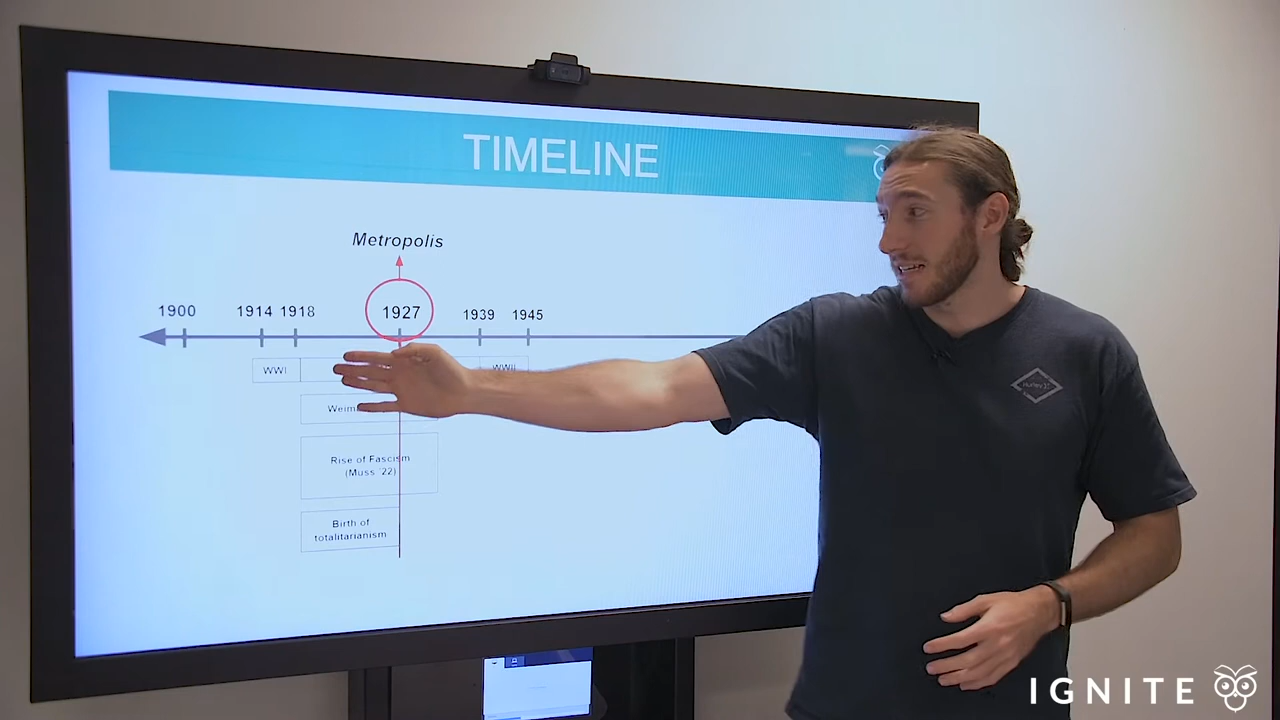 TIMELINE
Metropolis
1900
1914
1918
1927
1939
1945
WWI
WWII
Rise of Fascism
(Muss '22)
Birth of
totalitarianism
Hurley
IGNITE